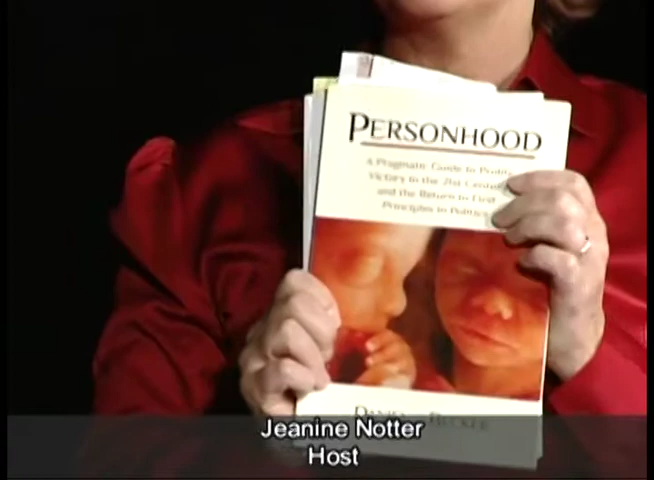 PERSONHOOD
A Pragmatic Guide to Prolife
Victory in the 21st Century
and the Return to First
Principles in Politics
Jeanine Notter
Host